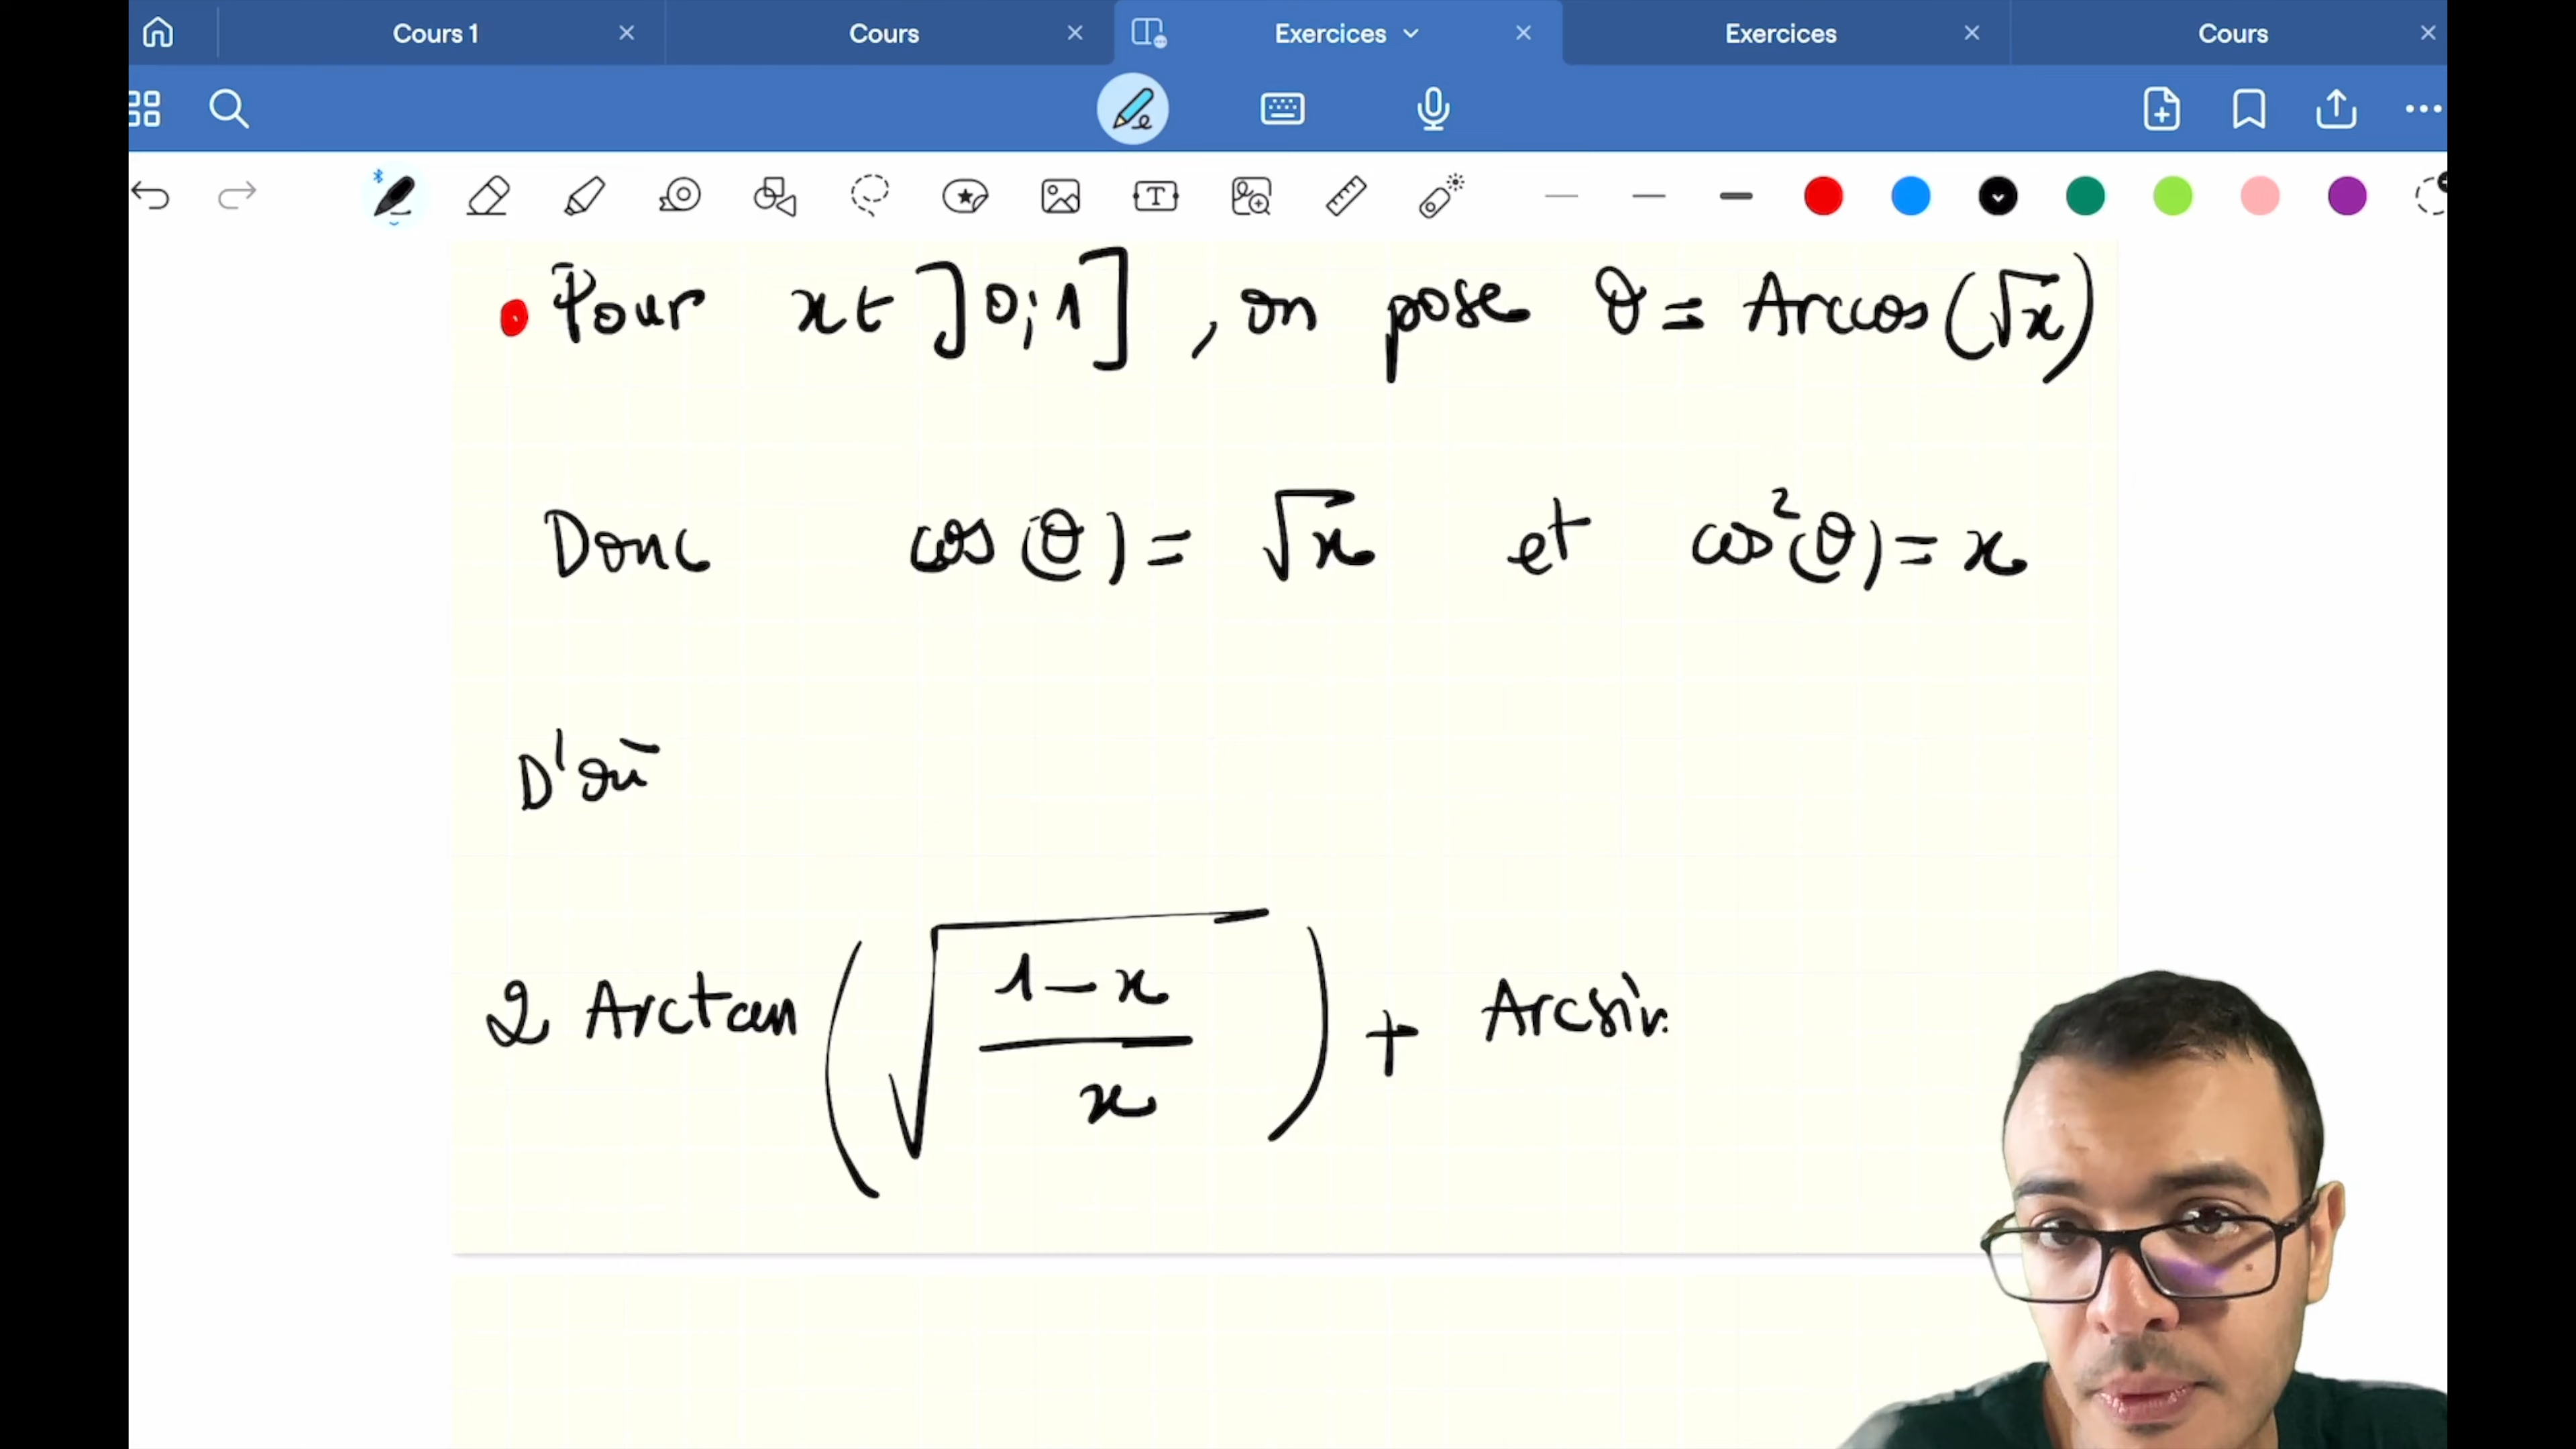 Cours 1 Cours Exercices Exercices Cours
Pour x ∈ ]0;1] , on pose θ = Arccos(√x)
Donc cos(θ) = √x et cos²(θ) = x
D'où
2 Arctan(√((1-x)/x)) + Arcsin